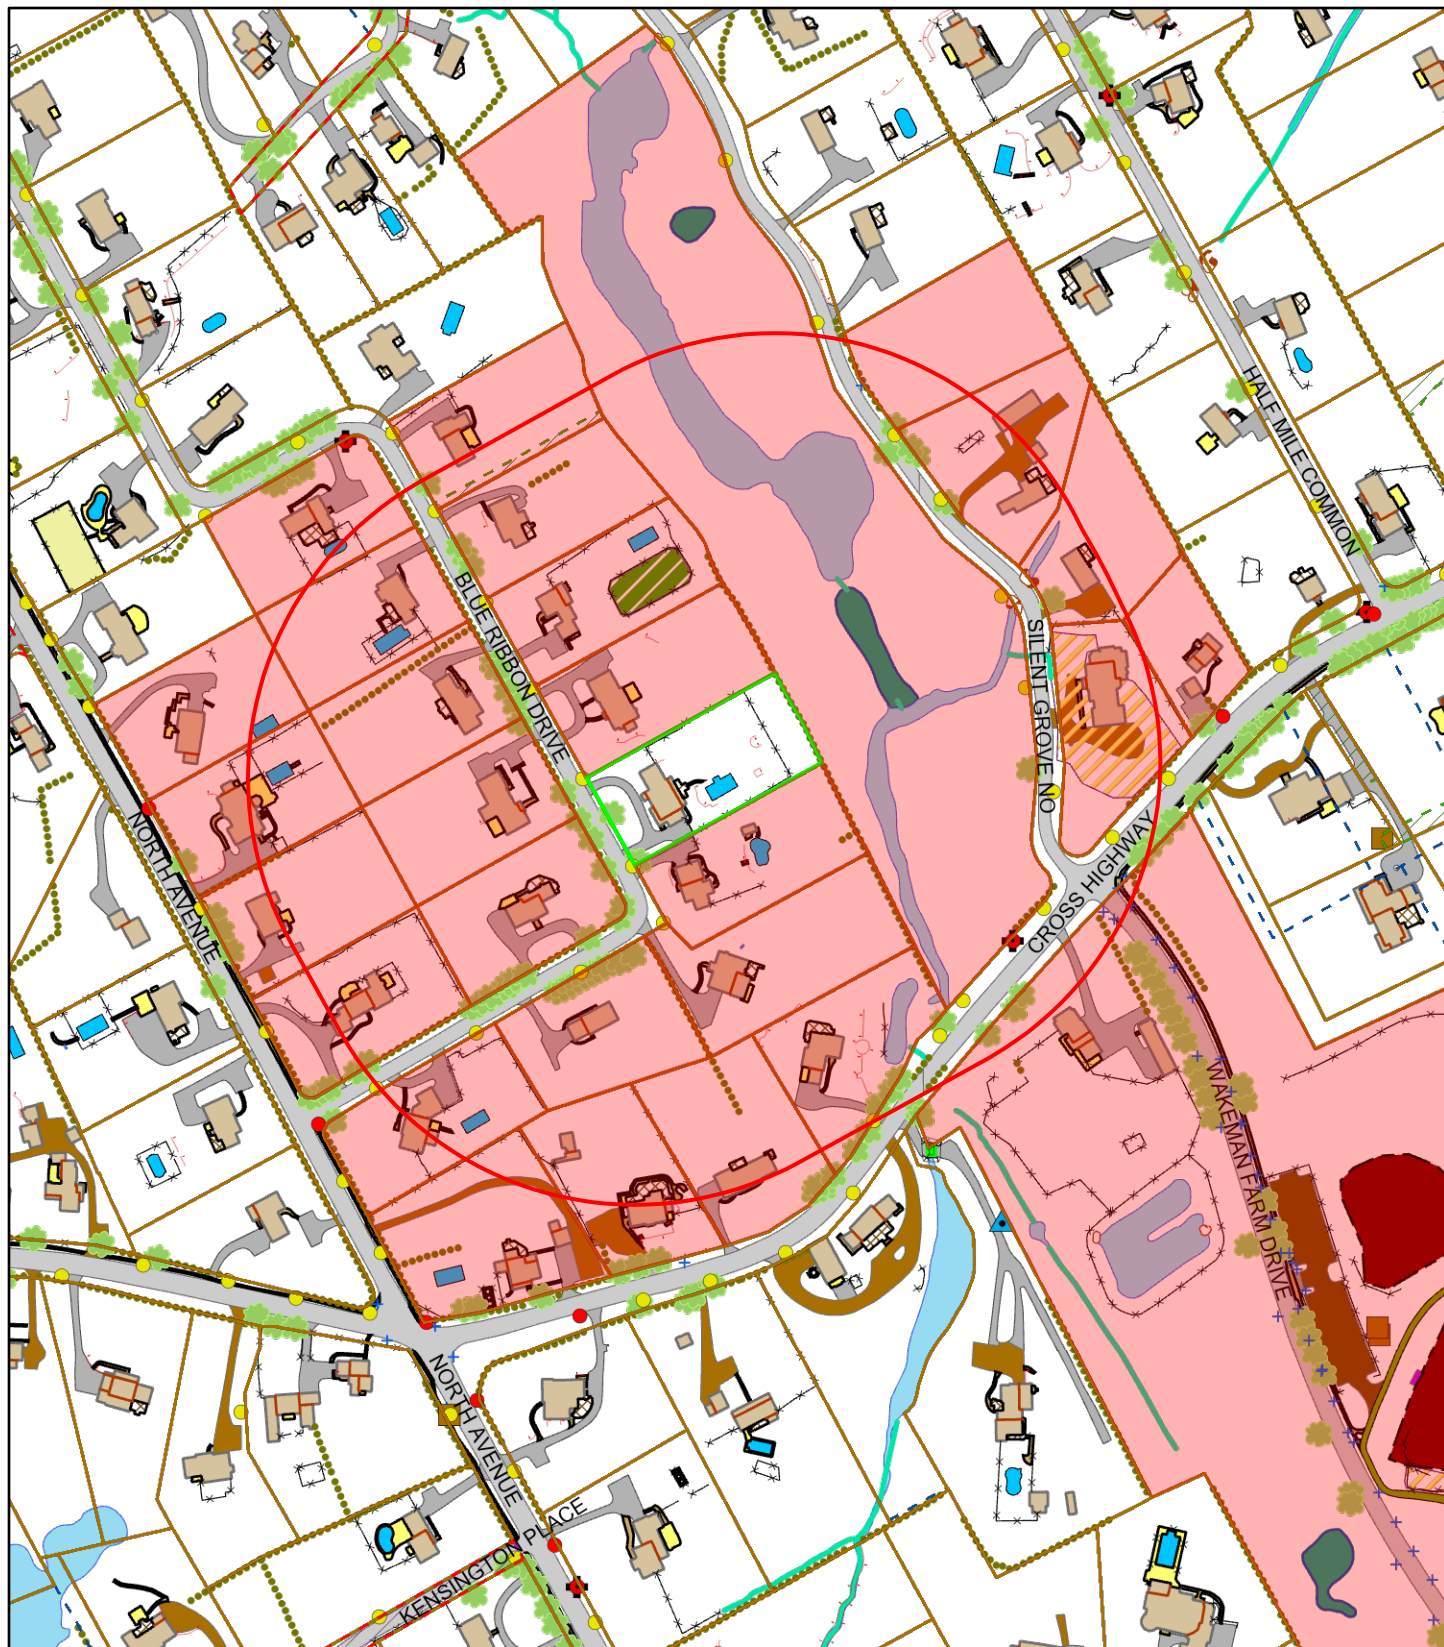 HALF MILE COMMON
BLUE RIBBON DRIVE
SILENT GROVE NO
NORTH AVENUE
CROSS HIGHWAY
WAKEMAN FARM DRIVE
NORTH AVENUE
KENSINGTON PLACE